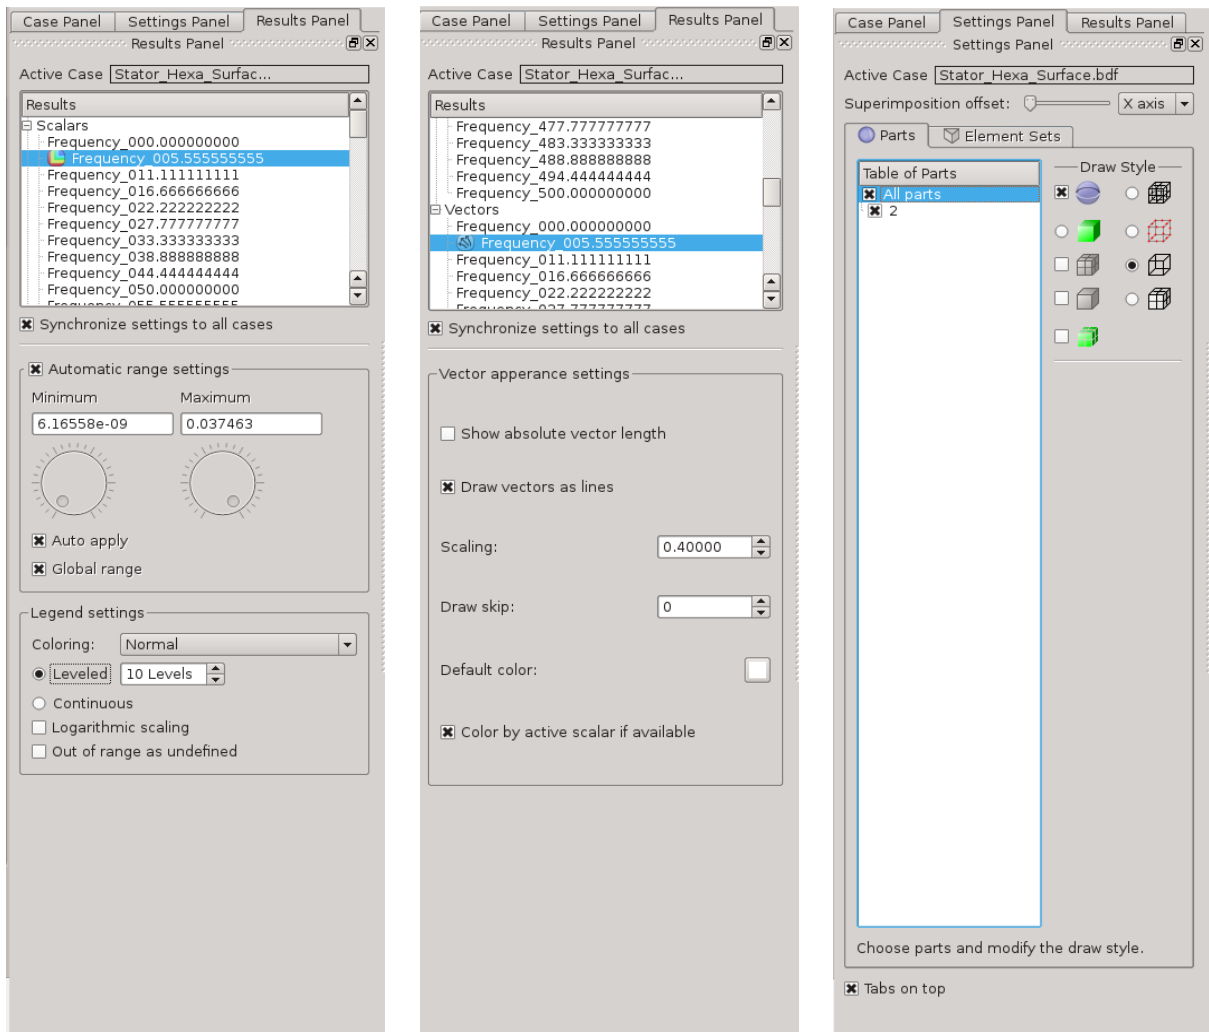 Case Panel Settings Panel Results Panel
Results Panel
Active Case Stator_Hexa_Surfac...
Results
Scalars
Frequency_000.000000000
Frequency_005.555555555
Frequency_011.111111111
Frequency_016.666666666
Frequency_022.222222222
Frequency_027.777777777
Frequency_033.333333333
Frequency_038.888888888
Frequency_044.444444444
Frequency_050.000000000
Frequency_055.555555555
Synchronize settings to all cases
Automatic range settings
Minimum Maximum
6.16558e-09 0.037463
Auto apply
Global range
Legend settings
Coloring: Normal
Leveled 10 Levels
Continuous
Logarithmic scaling
Out of range as undefined
Case Panel Settings Panel Results Panel
Results Panel
Active Case Stator_Hexa_Surfac...
Results
Frequency_477.777777777
Frequency_483.333333333
Frequency_488.888888888
Frequency_494.444444444
Frequency_500.000000000
Vectors
Frequency_000.000000000
Frequency_005.555555555
Frequency_011.111111111
Frequency_016.666666666
Frequency_022.222222222
Frequency_027.777777777
Synchronize settings to all cases
Vector apperance settings
Show absolute vector length
Draw vectors as lines
Scaling: 0.40000
Draw skip: 0
Default color:
Color by active scalar if available
Case Panel Settings Panel Results Panel
Settings Panel
Active Case Stator_Hexa_Surface.bdf
Superimposition offset: X axis
Parts Element Sets
Table of Parts Draw Style
All parts
2
Choose parts and modify the draw style.
Tabs on top